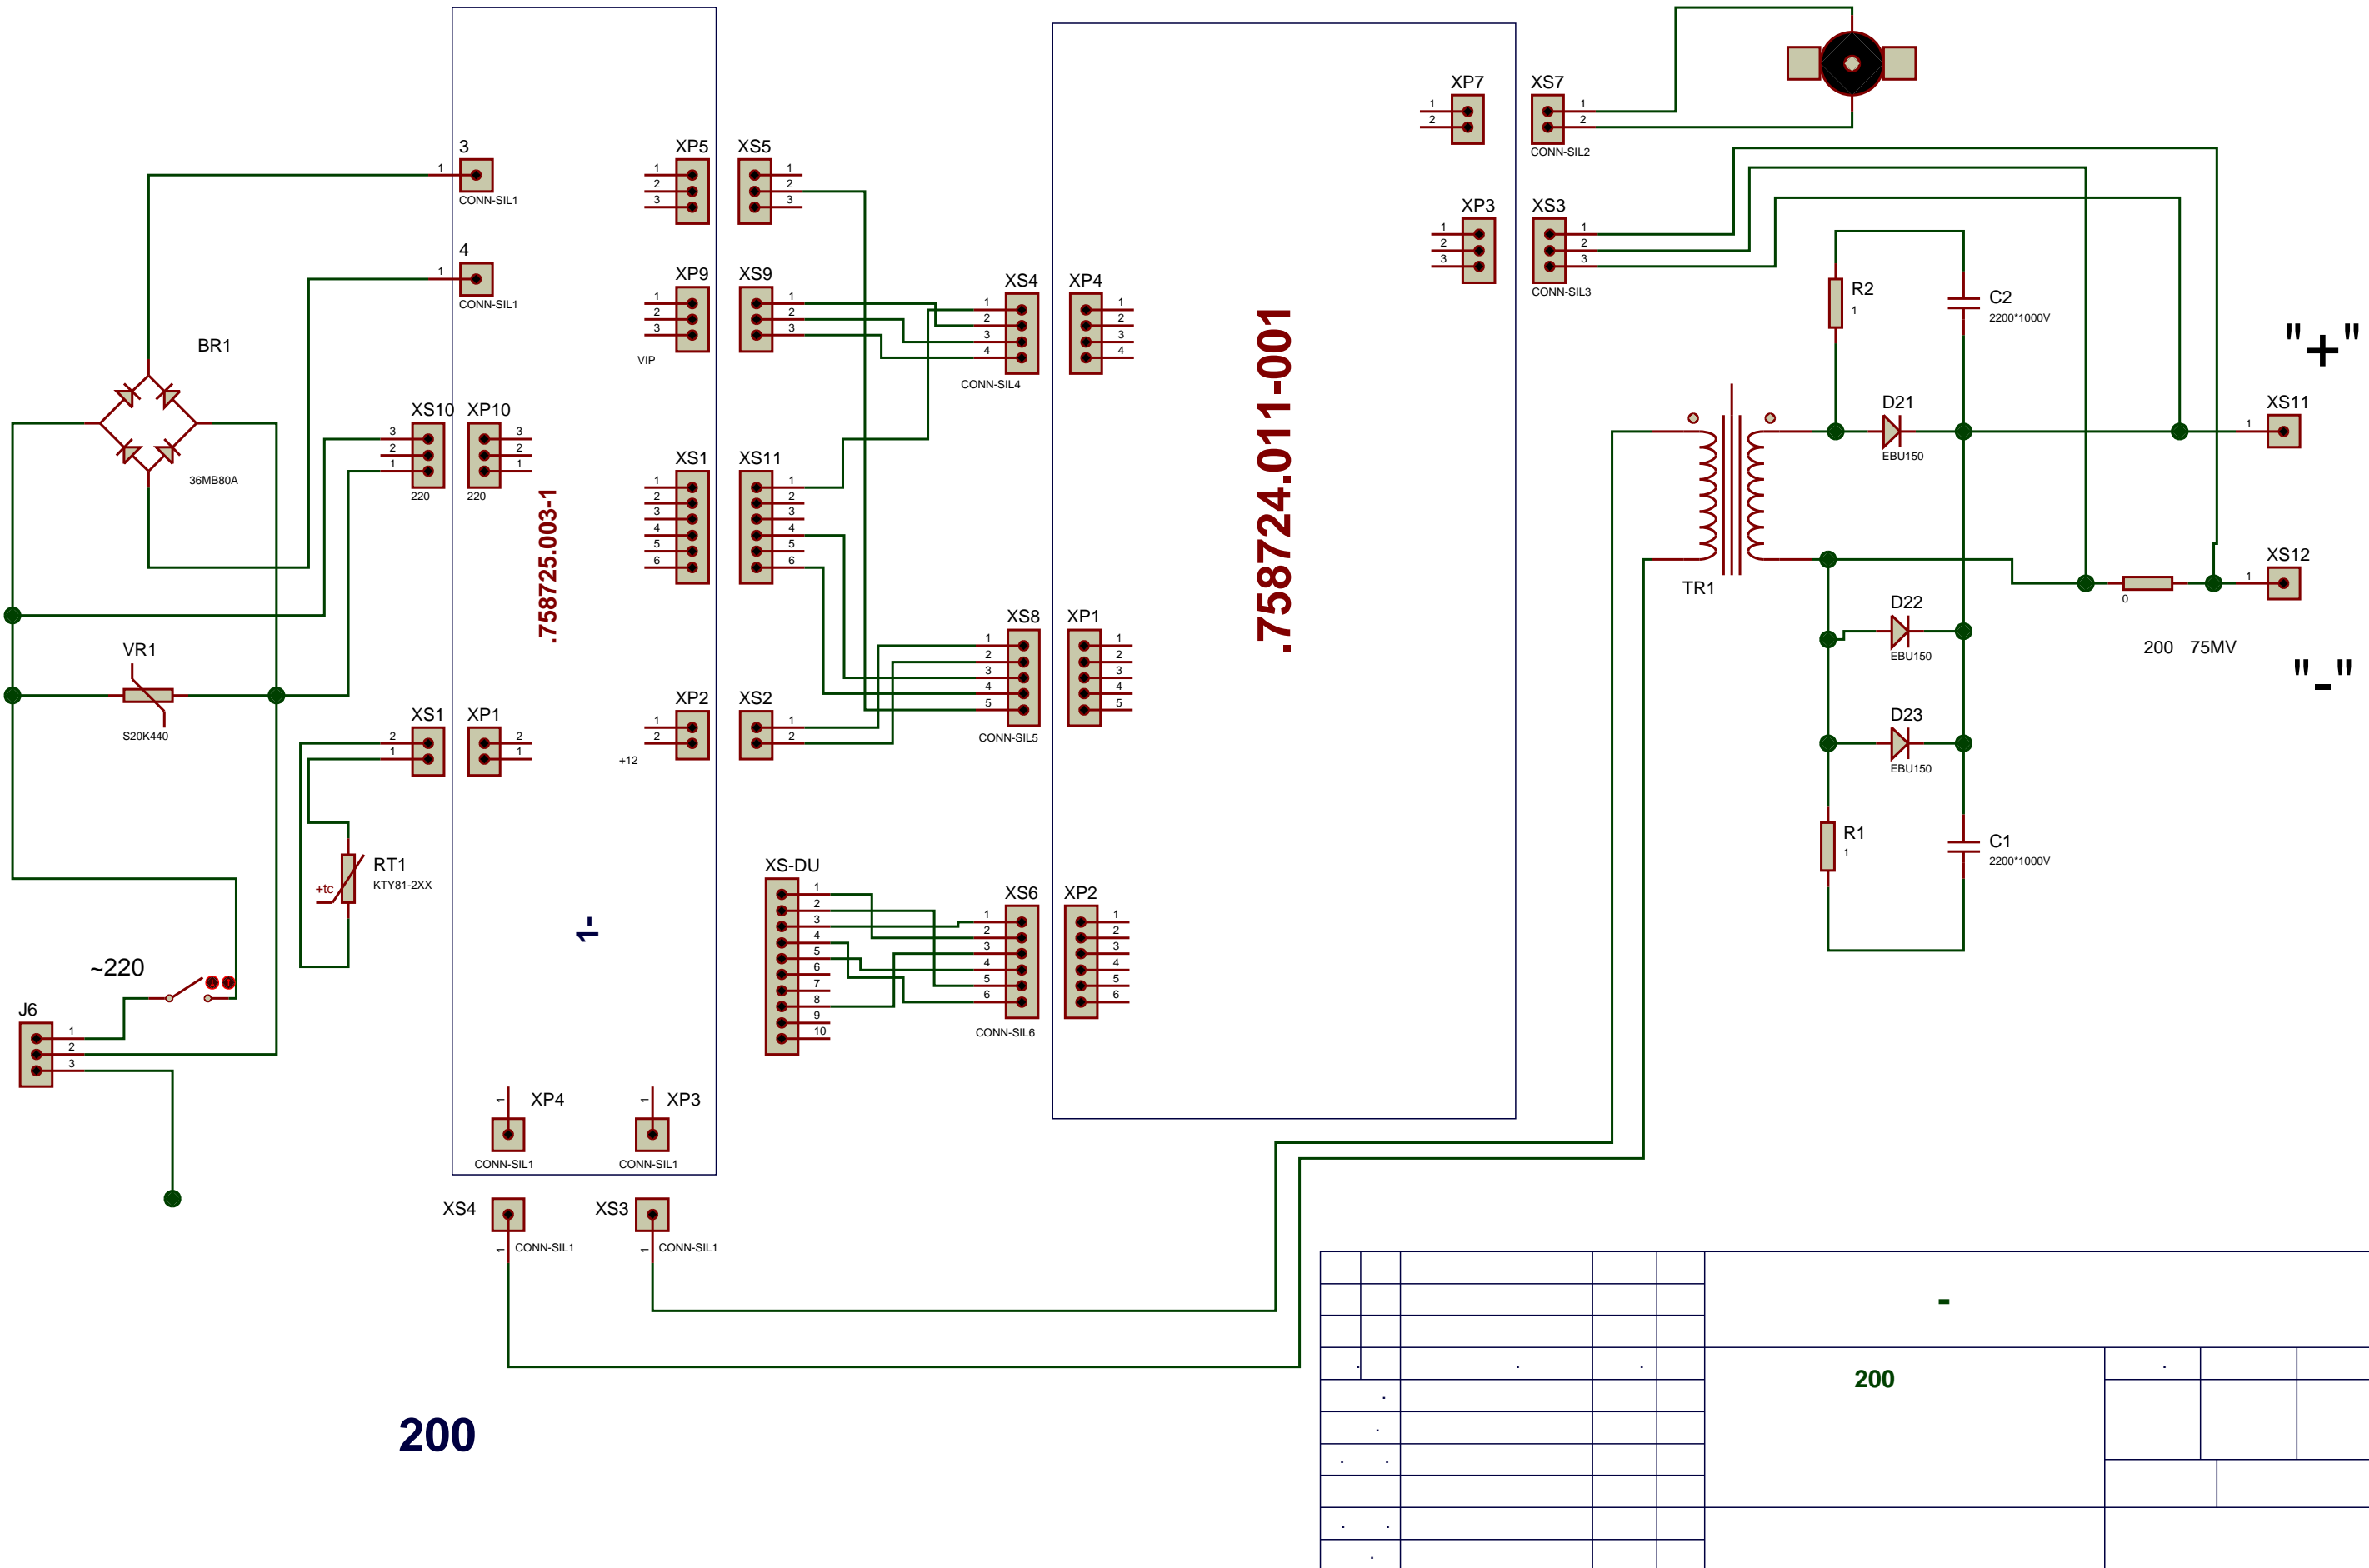 3
1
CONN-SIL1
4
1
CONN-SIL1
BR1
36MB80A
XS10
3
2
1
220
XP10
3
2
1
220
.758725.003-1
VR1
S20K440
XS1
2
1
XP1
2
1
RT1
+tc
KTY81-2XX
~220
J6
1
2
3
1-
XP5
1
2
3
XS5
1
2
3
XP9
1
2
3
VIP
XS9
1
2
3
XS1
1
2
3
4
5
6
XS11
1
2
3
4
5
6
XP2
1
2
+12
XS2
1
2
XS-DU
1
2
3
4
5
6
7
8
9
10
XP4
1
CONN-SIL1
XP3
1
CONN-SIL1
XS4
1
CONN-SIL1
XS3
1
CONN-SIL1
XS4
1
2
3
4
CONN-SIL4
XP4
1
2
3
4
XS8
1
2
3
4
5
CONN-SIL5
XP1
1
2
3
4
5
XS6
1
2
3
4
5
6
CONN-SIL6
XP2
1
2
3
4
5
6
.758724.011-001
XP7
1
2
XS7
1
2
CONN-SIL2
XP3
1
2
3
XS3
1
2
3
CONN-SIL3
R2
1
C2
2200*1000V
"+"
D21
EBU150
XS11
1
TR1
XS12
1
0
200 75MV
"-"
D22
EBU150
D23
EBU150
R1
1
C1
2200*1000V
-
200
200